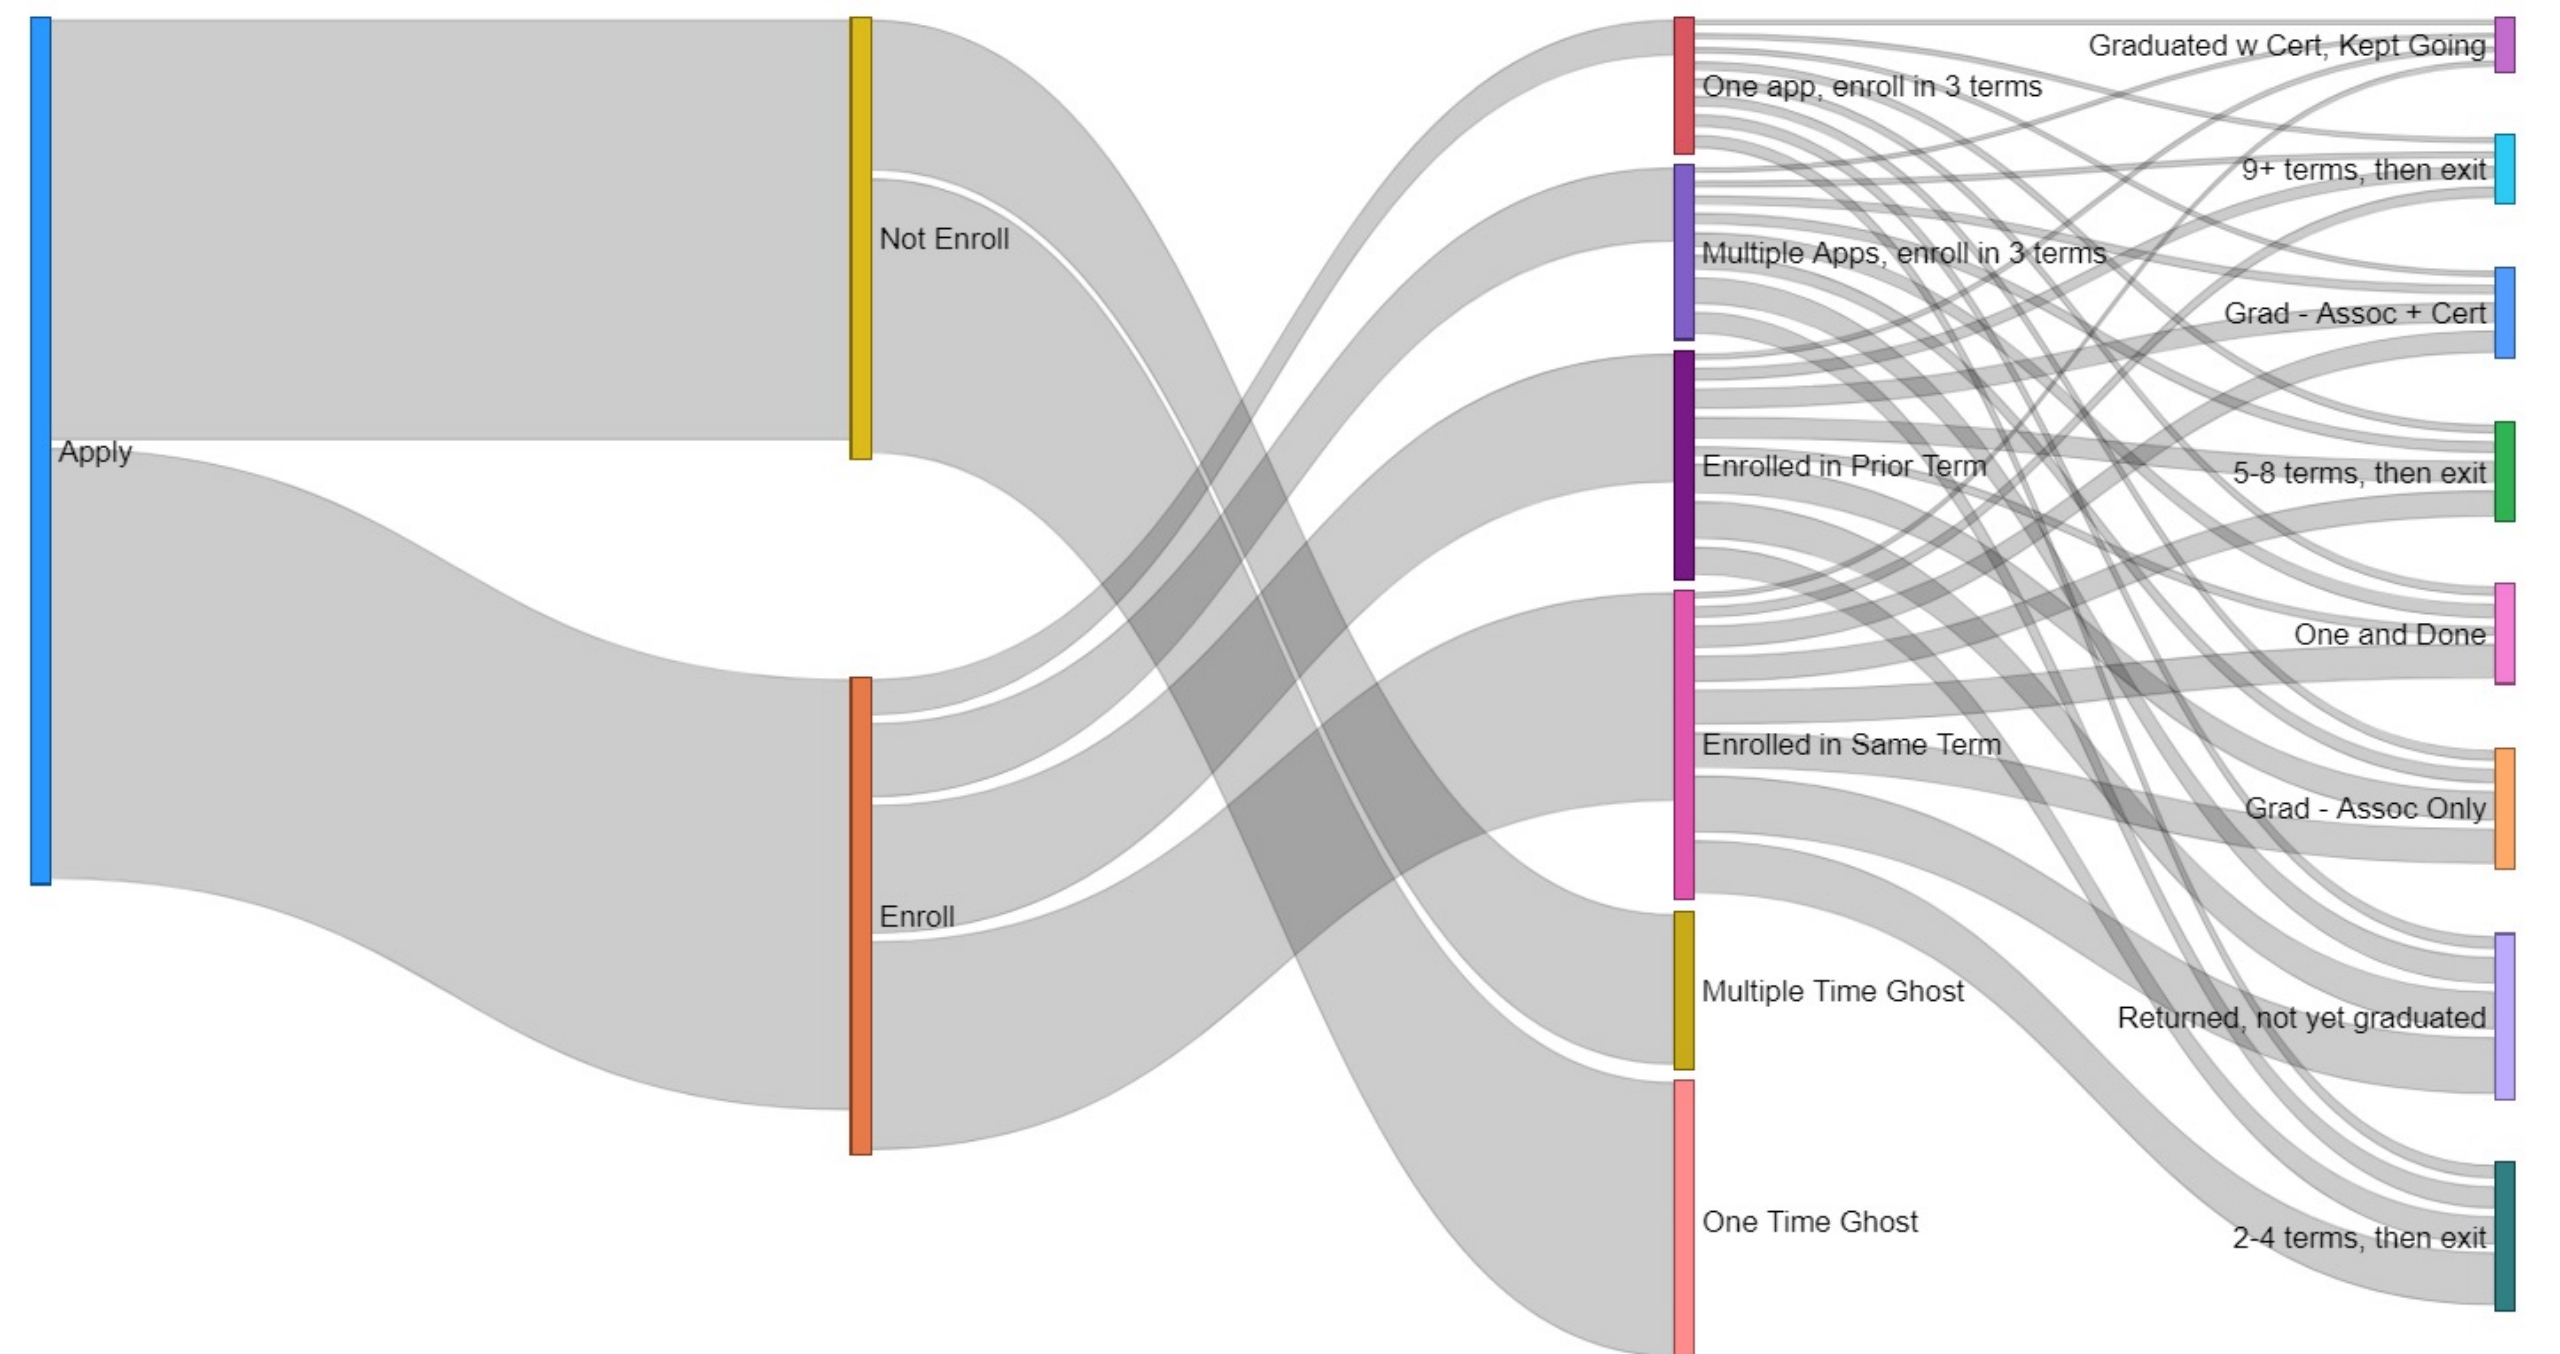 Apply
Not Enroll
Enroll
One app, enroll in 3 terms
Multiple Apps, enroll in 3 terms
Enrolled in Prior Term
Enrolled in Same Term
Multiple Time Ghost
One Time Ghost
Graduated w Cert, Kept Going
9+ terms, then exit
Grad - Assoc + Cert
5-8 terms, then exit
One and Done
Grad - Assoc Only
Returned, not yet graduated
2-4 terms, then exit